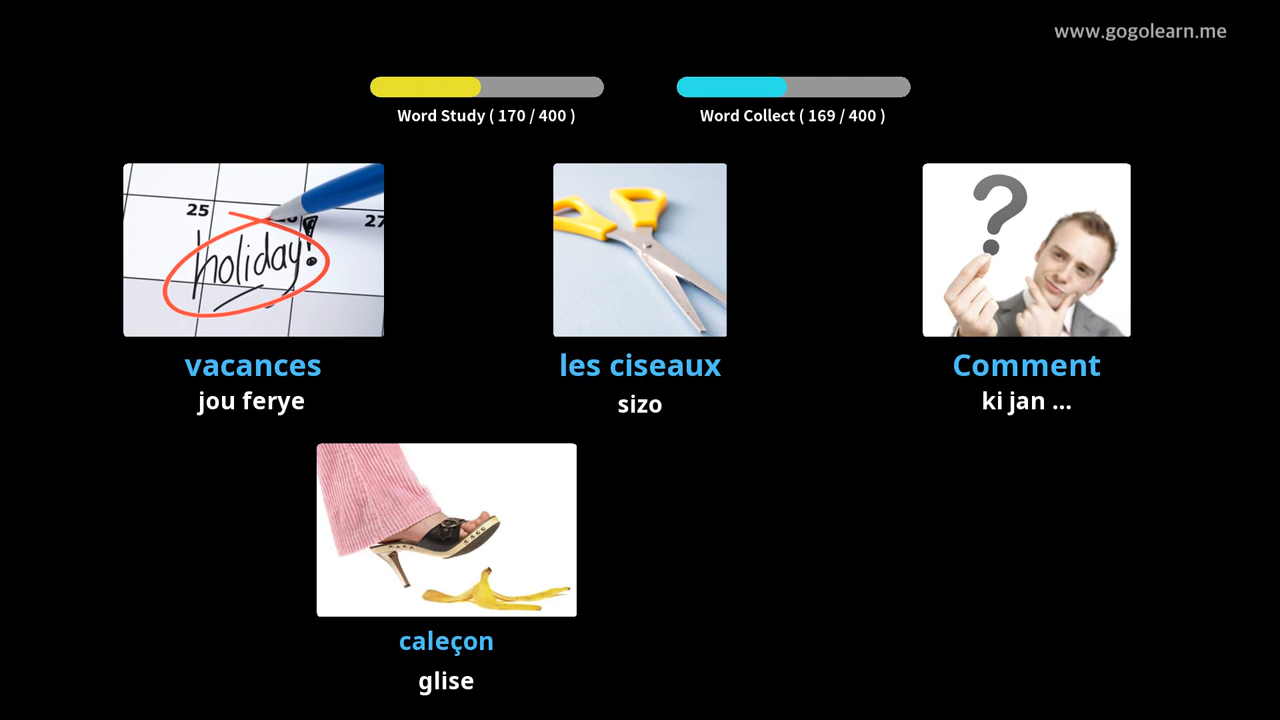 www.gogolearn.me
Word Study ( 170 / 400 )
Word Collect ( 169 / 400 )
25
27
holiday!
vacances
jou ferye
les ciseaux
sizo
Comment
ki jan ...
?
caleçon
glise